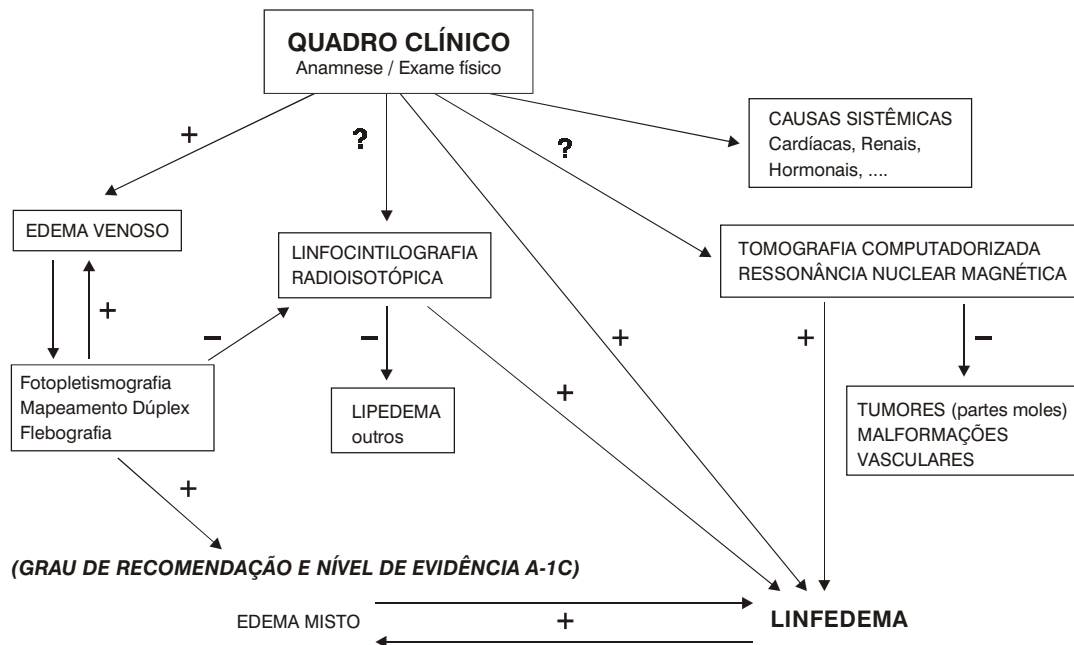 QUADRO CLÍNICO
Anamnese / Exame físico
+
?
?
CAUSAS SISTÊMICAS
Cardíacas, Renais,
Hormonais, ....
EDEMA VENOSO
LINFOCINTILOGRAFIA
RADIOISOTÓPICA
TOMOGRAFIA COMPUTADORIZADA
RESSONÂNCIA NUCLEAR MAGNÉTICA
+
–
–
+
+
–
+
Fotopletismografia
Mapeamento Dúplex
Flebografia
LIPEDEMA
outros
TUMORES (partes moles)
MALFORMAÇÕES
VASCULARES
+
(GRAU DE RECOMENDAÇÃO E NÍVEL DE EVIDÊNCIA A-1C)
EDEMA MISTO
+
LINFEDEMA